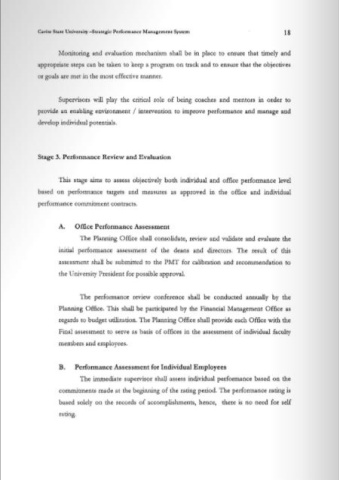 Cavite State University –Strategic Performance Management System 18
Monitoring and evaluation mechanism shall be in place to ensure that timely and
appropriate steps can be taken to keep a program on track and to ensure that the objectives
or goals are met in the most effective manner.
Supervisors will play the critical role of being coaches and mentors in order to
provide an enabling environment / intervention to improve performance and manage and
develop individual potentials.
Stage 3. Performance Review and Evaluation
This stage aims to assess objectively both individual and office performance level
based on performance targets and measures as approved in the office and individual
performance commitment contracts.
A. Office Performance Assessment
The Planning Office shall consolidate, review and validate and evaluate the
initial performance assessment of the deans and directors. The result of this
assessment shall be submitted to the PMT for calibration and recommendation to
the University President for possible approval.
The performance review conference shall be conducted annually by the
Planning Office. This shall be participated by the Financial Management Office as
regards to budget utilization. The Planning Office shall provide each Office with the
Final assessment to serve as basis of offices in the assessment of individual faculty
members and employees.
B. Performance Assessment for Individual Employees
The immediate supervisor shall assess individual performance based on the
commitments made at the beginning of the rating period. The performance rating is
based solely on the records of accomplishments, hence, there is no need for self
rating.